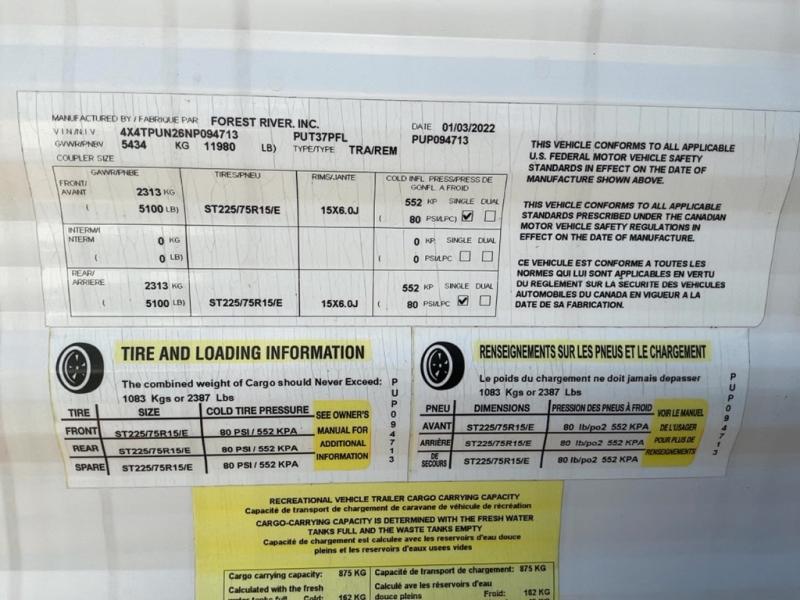 MANUFACTURED BY / FABRIQUE PAR FOREST RIVER, INC. DATE 01/03/2022
V I N/N.I V 4X4TPUN26NP094713 PUT37PFL PUP094713
GVWR/PNBV 5434 KG 11980 LB) TYPE/TYPE TRA/REM
COUPLER SIZE
GAWR/PNBE TIRES/PNEU RIMS/JANTE COLD INFL PRESS/PRESS DE GONFL A FROID
FRONT/ AVANT 2313 KG 552 KP SINGLE DUAL
( 5100 LB) ST225/75R15/E 15X6.0J ( 80 PSI/LPC)
INTERM/I NTERM 0 KG 0 KP SINGLE DUAL
( 0 LB) ( 0 PSI/LPC
REAR/ ARRIERE 2313 KG 552 KP SINGLE DUAL
5100 LB) ST225/75R15/E 15X6.0J ( 80 PSI/LPC
THIS VEHICLE CONFORMS TO ALL APPLICABLE
U.S. FEDERAL MOTOR VEHICLE SAFETY
STANDARDS IN EFFECT ON THE DATE OF
MANUFACTURE SHOWN ABOVE.
THIS VEHICLE CONFORMS TO ALL APPLICABLE
STANDARDS PRESCRIBED UNDER THE CANADIAN
MOTOR VEHICLE SAFETY REGULATIONS IN
EFFECT ON THE DATE OF MANUFACTURE.
CE VEHICULE EST CONFORME A TOUTES LES
NORMES QUI LUI SONT APPLICABLES EN VERTU
DU REGLEMENT SUR LA SECURITE DES VEHICULES
AUTOMOBILES DU CANADA EN VIGUEUR A LA
DATE DE SA FABRICATION.
TIRE AND LOADING INFORMATION
The combined weight of Cargo should Never Exceed:
1083 Kgs or 2387 Lbs
TIRE SIZE COLD TIRE PRESSURE
FRONT ST225/75R15/E 80 PSI / 552 KPA
REAR ST225/75R15/E 80 PSI / 552 KPA
SPARE ST225/75R15/E 80 PSI / 552 KPA
SEE OWNER'S
MANUAL FOR
ADDITIONAL
INFORMATION
PUP094713
RENSEIGNEMENTS SUR LES PNEUS ET LE CHARGEMENT
Le poids du chargement ne doit jamais depasser
1083 Kgs or 2387 Lbs
PNEU DIMENSIONS PRESSION DES PNEUS À FROID
AVANT ST225/75R15/E 80 lb/po2 552 KPA
ARRIÈRE ST225/75R15/E 80 lb/po2 552 KPA
DE SECOURS ST225/75R15/E 80 lb/po2 552 KPA
VOIR LE MANUEL
DE L'USAGER
POUR PLUS DE
RENSEIGNEMENTS
PUP094713
RECREATIONAL VEHICLE TRAILER CARGO CARRYING CAPACITY
Capacité de transport de chargement de caravane de véhicule de récréation
CARGO-CARRYING CAPACITY IS DETERMINED WITH THE FRESH WATER
TANKS FULL AND THE WASTE TANKS EMPTY
Capacité de chargement est calculee avec les reservoirs d'eau douce
pleins et les reservoirs d'eaux usees vides
Cargo carrying capacity: 875 KG Capacité de transport de chargement: 875 KG
Calculated with the fresh Calculé ave les réservoirs d'eau
water tanks full Cold: 162 KG douce pleins Froid: 162 KG